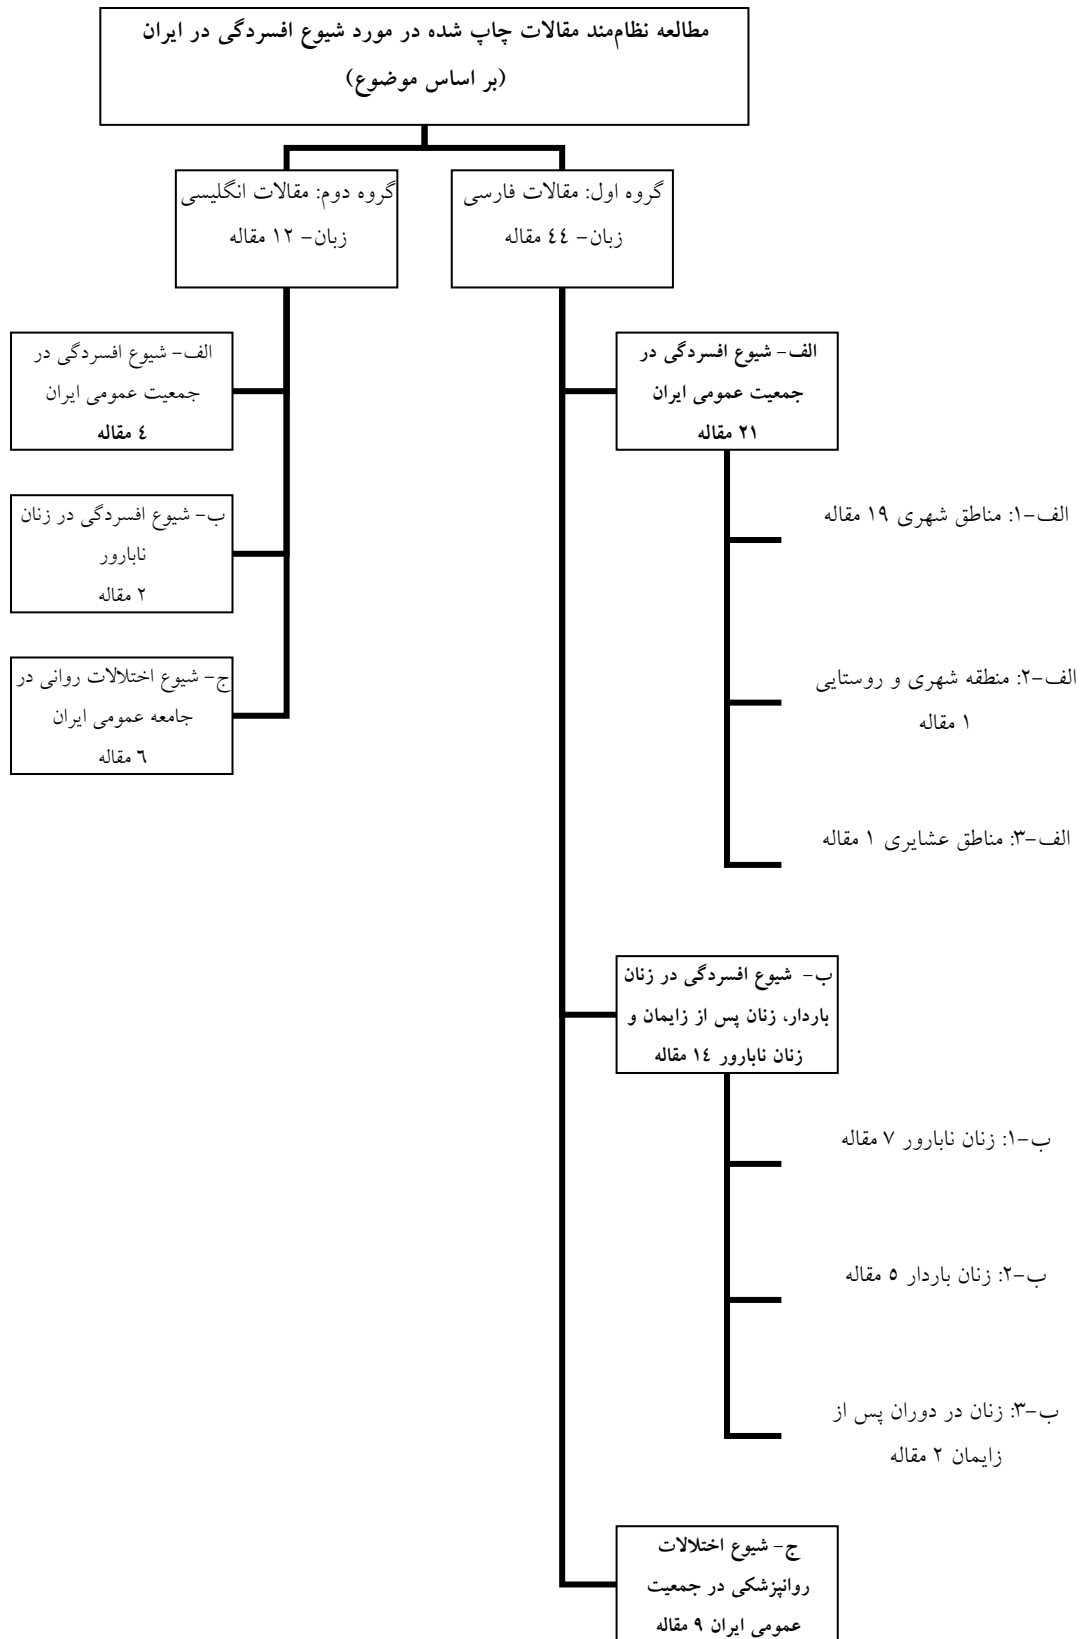 مطالعه نظام‌مند مقالات چاپ شده در مورد شیوع افسردگی در ایران
(بر اساس موضوع)
گروه اول: مقالات فارسی
زبان- ٤٤ مقاله
گروه دوم: مقالات انگلیسی
زبان- ۱۲ مقاله
الف- شیوع افسردگی در
جمعیت عمومی ایران
۲۱ مقاله
الف-۱: مناطق شهری ۱۹ مقاله
الف-۲: منطقه شهری و روستایی
۱ مقاله
الف-۳: مناطق عشایری ۱ مقاله
ب- شیوع افسردگی در زنان
باردار، زنان پس از زایمان و
زنان نابارور ۱٤ مقاله
ب-۱: زنان نابارور ۷ مقاله
ب-۲: زنان باردار ٥ مقاله
ب-۳: زنان در دوران پس از
زایمان ۲ مقاله
ج- شیوع اختلالات
روانپزشکی در جمعیت
عمومی ایران ۹ مقاله
الف- شیوع افسردگی در
جمعیت عمومی ایران
٤ مقاله
ب- شیوع افسردگی در زنان
نابارور
۲ مقاله
ج- شیوع اختلالات روانی در
جامعه عمومی ایران
٦ مقاله